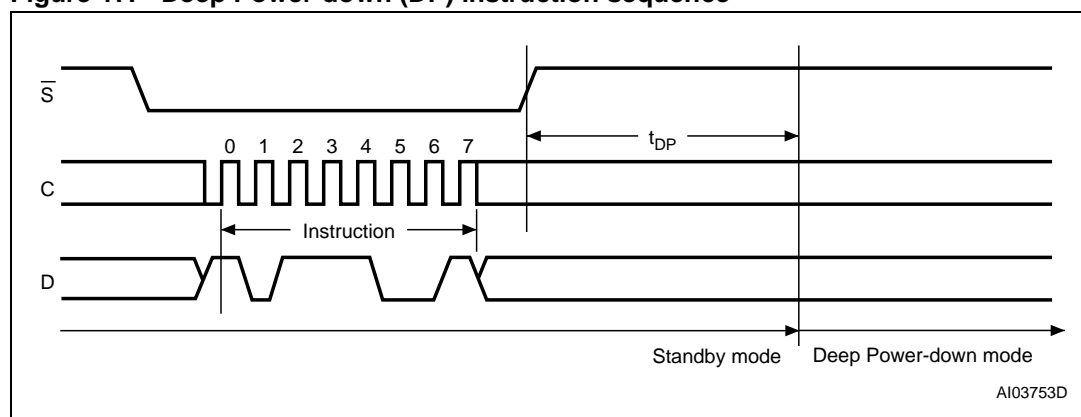 Figure 17. Deep Power-down (DP) instruction sequence
S
tDP
0 1 2 3 4 5 6 7
C
Instruction
D
Standby mode
Deep Power-down mode
AI03753D